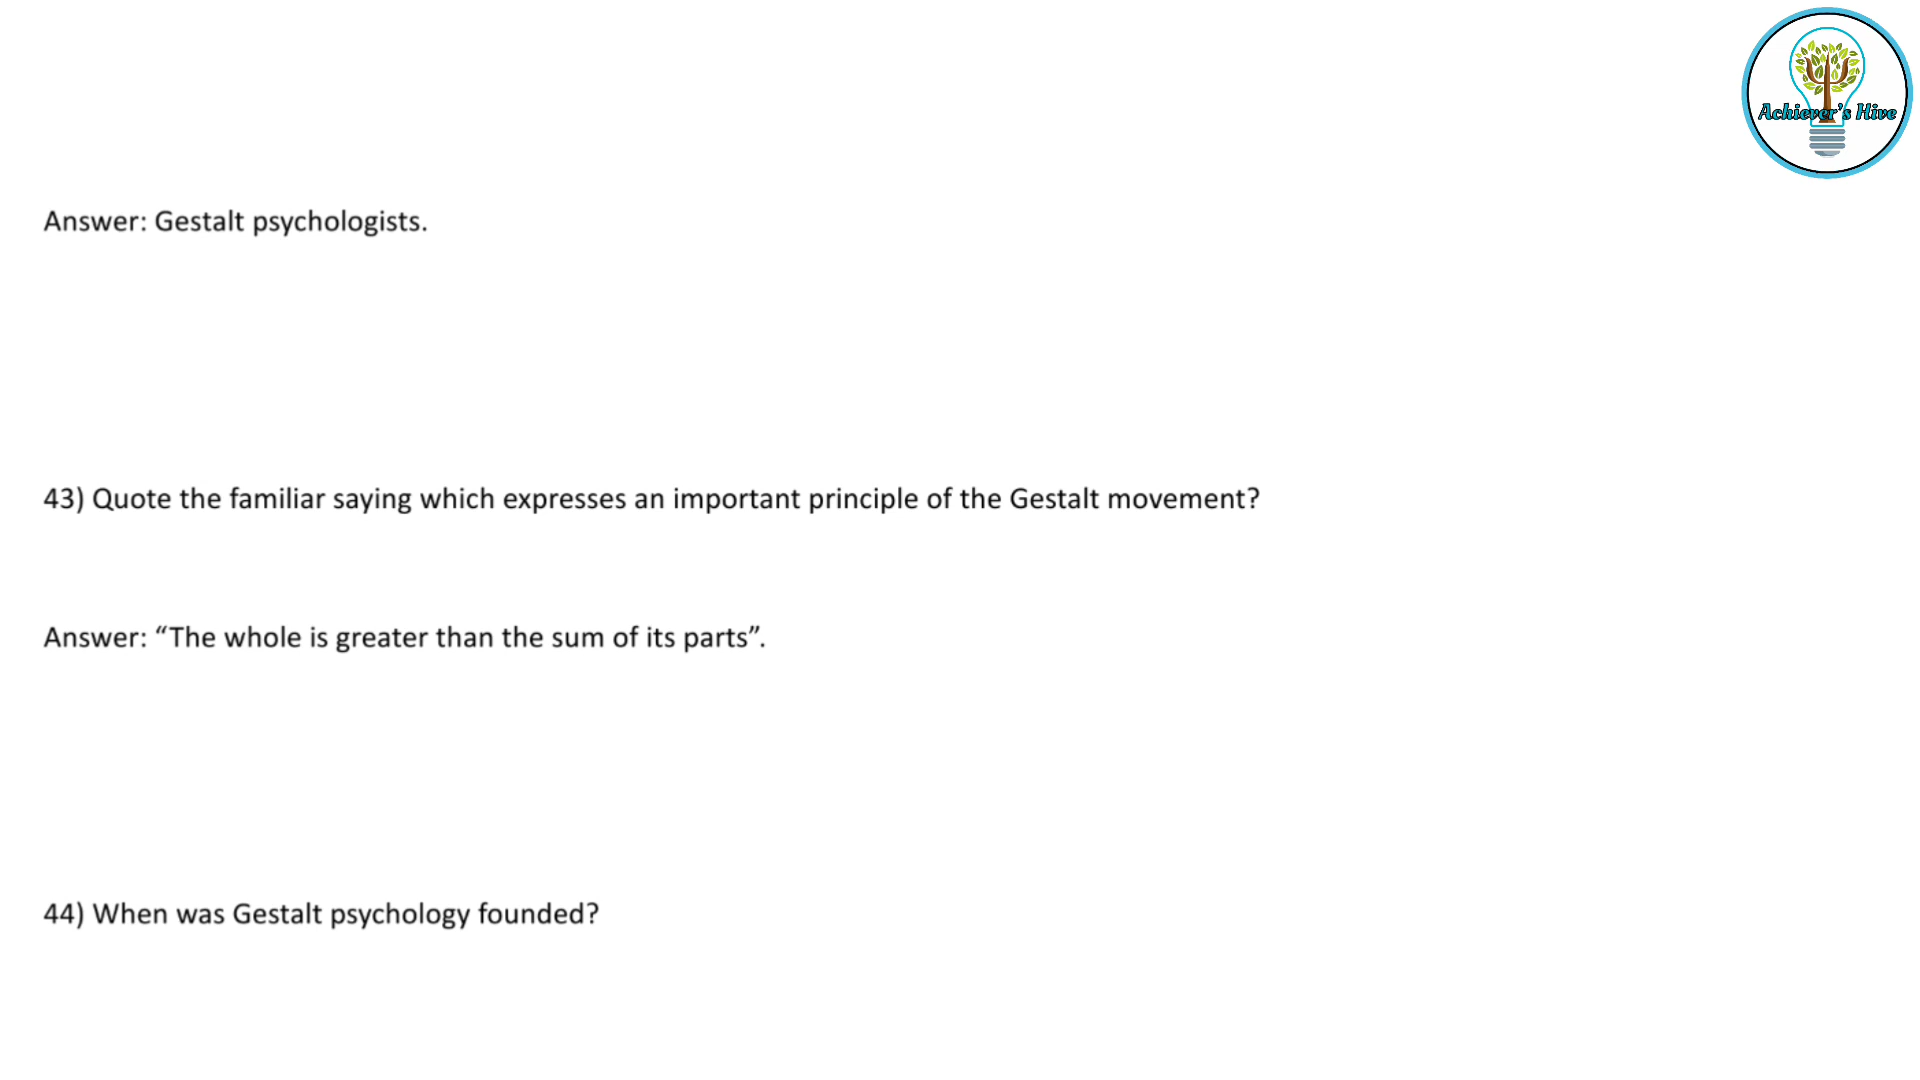 Achiever's Hive
Answer: Gestalt psychologists.
43) Quote the familiar saying which expresses an important principle of the Gestalt movement?
Answer: “The whole is greater than the sum of its parts”.
44) When was Gestalt psychology founded?